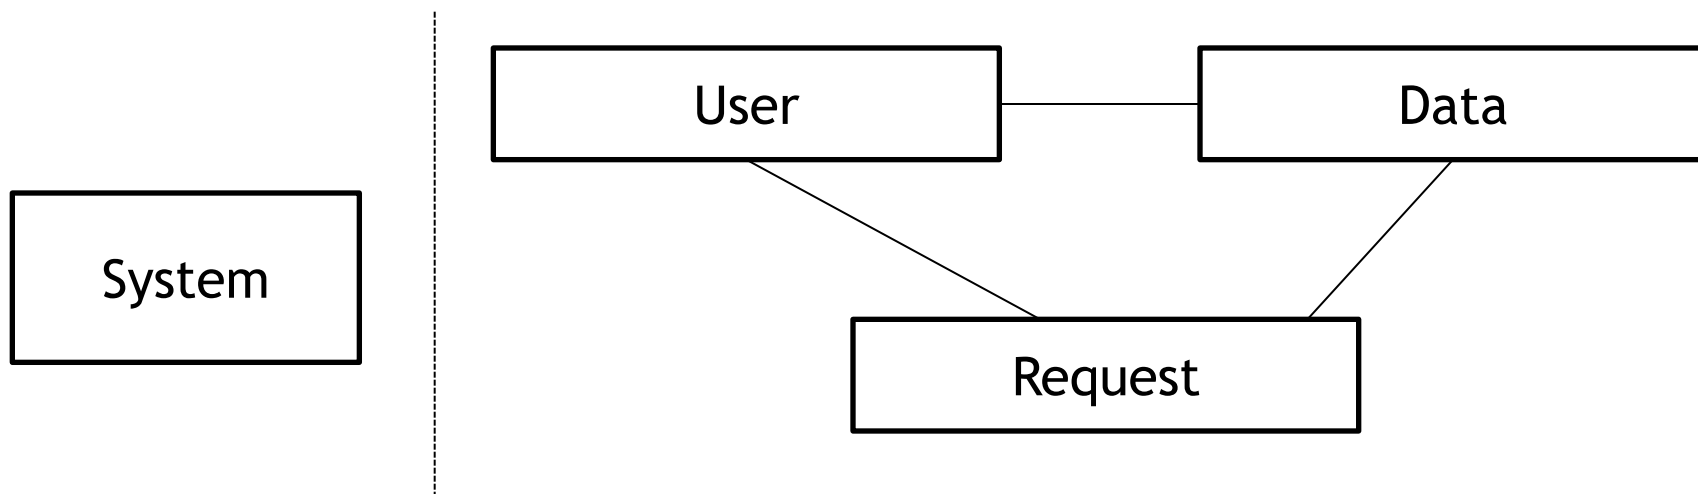 User
Data
System
Request